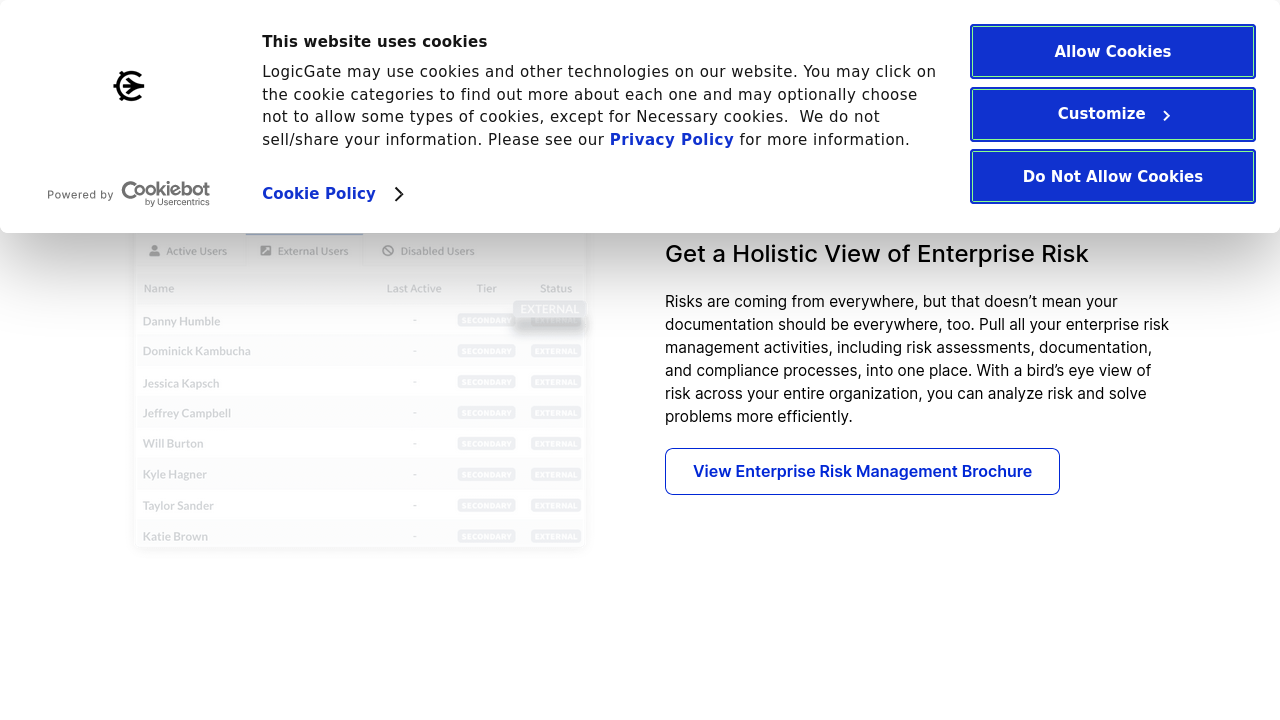 This website uses cookies
LogicGate may use cookies and other technologies on our website. You may click on
the cookie categories to find out more about each one and may optionally choose
not to allow some types of cookies, except for Necessary cookies.  We do not
sell/share your information. Please see our Privacy Policy for more information.
Powered by Cookiebot
by Usercentrics
Cookie Policy
Allow Cookies
Customize
Do Not Allow Cookies
Active Users External Users Disabled Users
Name Last Active Tier Status
EXTERNAL
Danny Humble - SECONDARY
Dominick Kambucha - SECONDARY EXTERNAL
Jessica Kapsch - SECONDARY EXTERNAL
Jeffrey Campbell - SECONDARY EXTERNAL
Will Burton - SECONDARY EXTERNAL
Kyle Hagner - SECONDARY EXTERNAL
Taylor Sander - SECONDARY EXTERNAL
Katie Brown - SECONDARY EXTERNAL
Get a Holistic View of Enterprise Risk
Risks are coming from everywhere, but that doesn’t mean your
documentation should be everywhere, too. Pull all your enterprise risk
management activities, including risk assessments, documentation,
and compliance processes, into one place. With a bird’s eye view of
risk across your entire organization, you can analyze risk and solve
problems more efficiently.
View Enterprise Risk Management Brochure